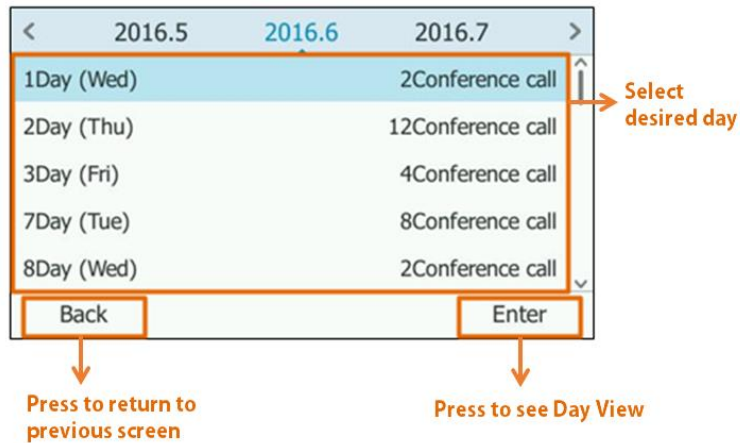 < 2016.5 2016.6 2016.7 >
1Day (Wed) 2Conference call
2Day (Thu) 12Conference call
3Day (Fri) 4Conference call
7Day (Tue) 8Conference call
8Day (Wed) 2Conference call
Select
desired day
Back Enter
Press to return to
previous screen
Press to see Day View